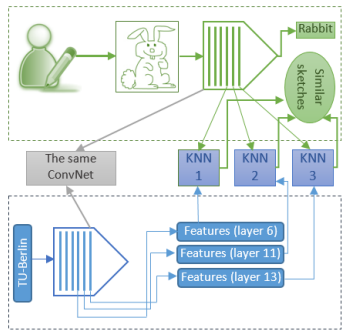 Rabbit
Similar
sketches
The same
ConvNet
KNN
1
KNN
2
KNN
3
TU-Berlin
Features (layer 6)
Features (layer 11)
Features (layer 13)